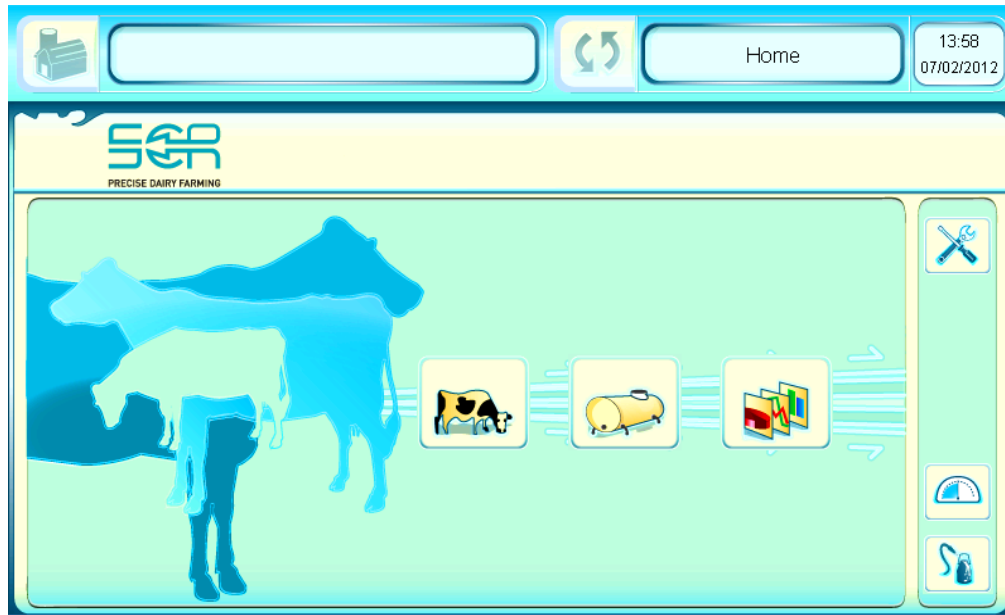 Home
13:58
07/02/2012
SCR
PRECISE DAIRY FARMING